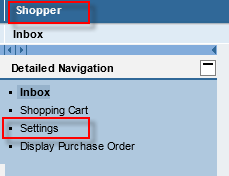 Shopper
Inbox
Detailed Navigation
Inbox
Shopping Cart
Settings
Display Purchase Order